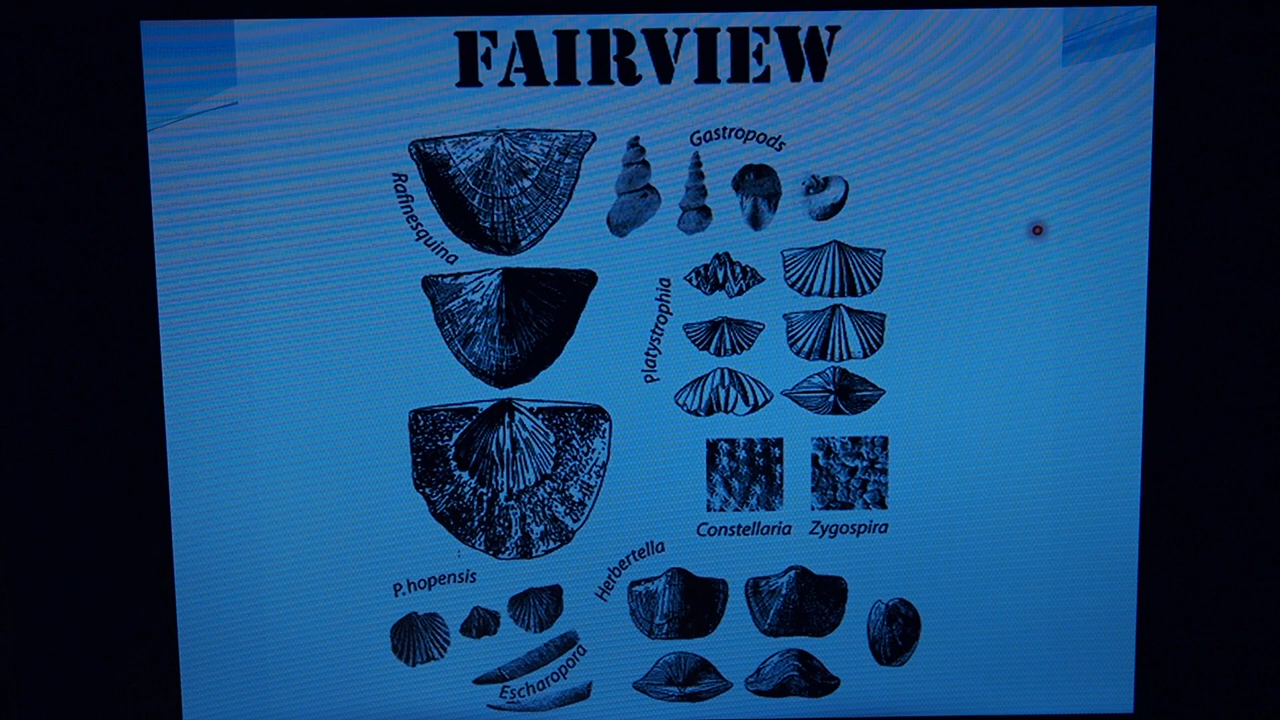 FAIRVIEW
Gastropods
Rafinesquina
Platystrophia
Constellaria Zygospira
Herbertella
P. hopensis
Escharopora